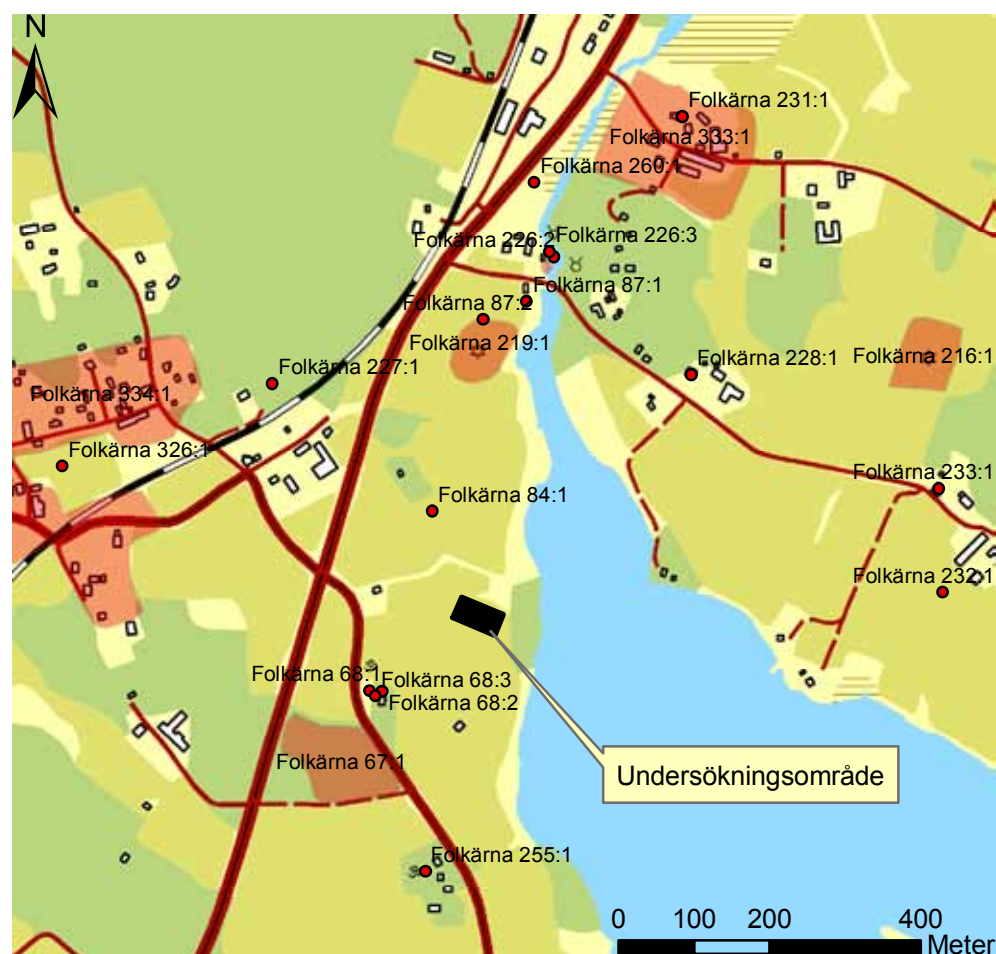 N
Folkärna 231:1
Folkärna 333:1
Folkärna 260:1
Folkärna 226:2
Folkärna 226:3
Folkärna 87:1
Folkärna 87:2
Folkärna 219:1
Folkärna 228:1
Folkärna 216:1
Folkärna 227:1
Folkärna 334:1
Folkärna 326:1
Folkärna 84:1
Folkärna 233:1
Folkärna 232:1
Folkärna 68:1
Folkärna 68:3
Folkärna 68:2
Folkärna 67:1
Undersökningsområde
Folkärna 255:1
0 100 200 400
Meter